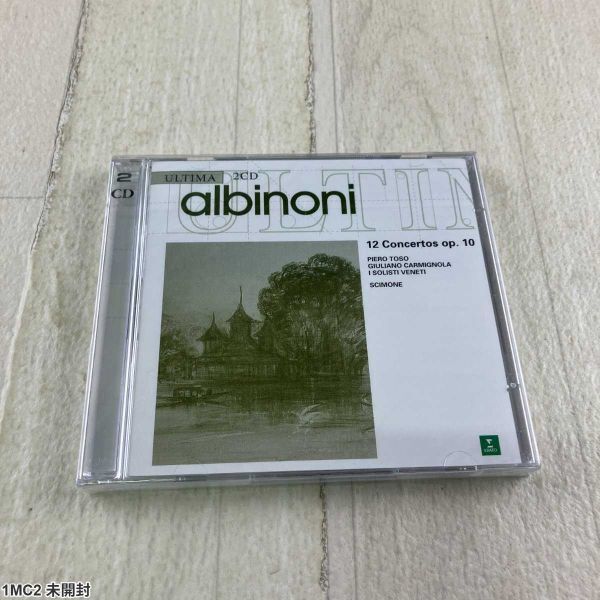 2
CD
ULTIMA 2CD
ULTIM
albinoni
12 Concertos op. 10
PIERO TOSO
GIULIANO CARMIGNOLA
I SOLISTI VENETI
SCIMONE
ERATO
1MC2 未開封